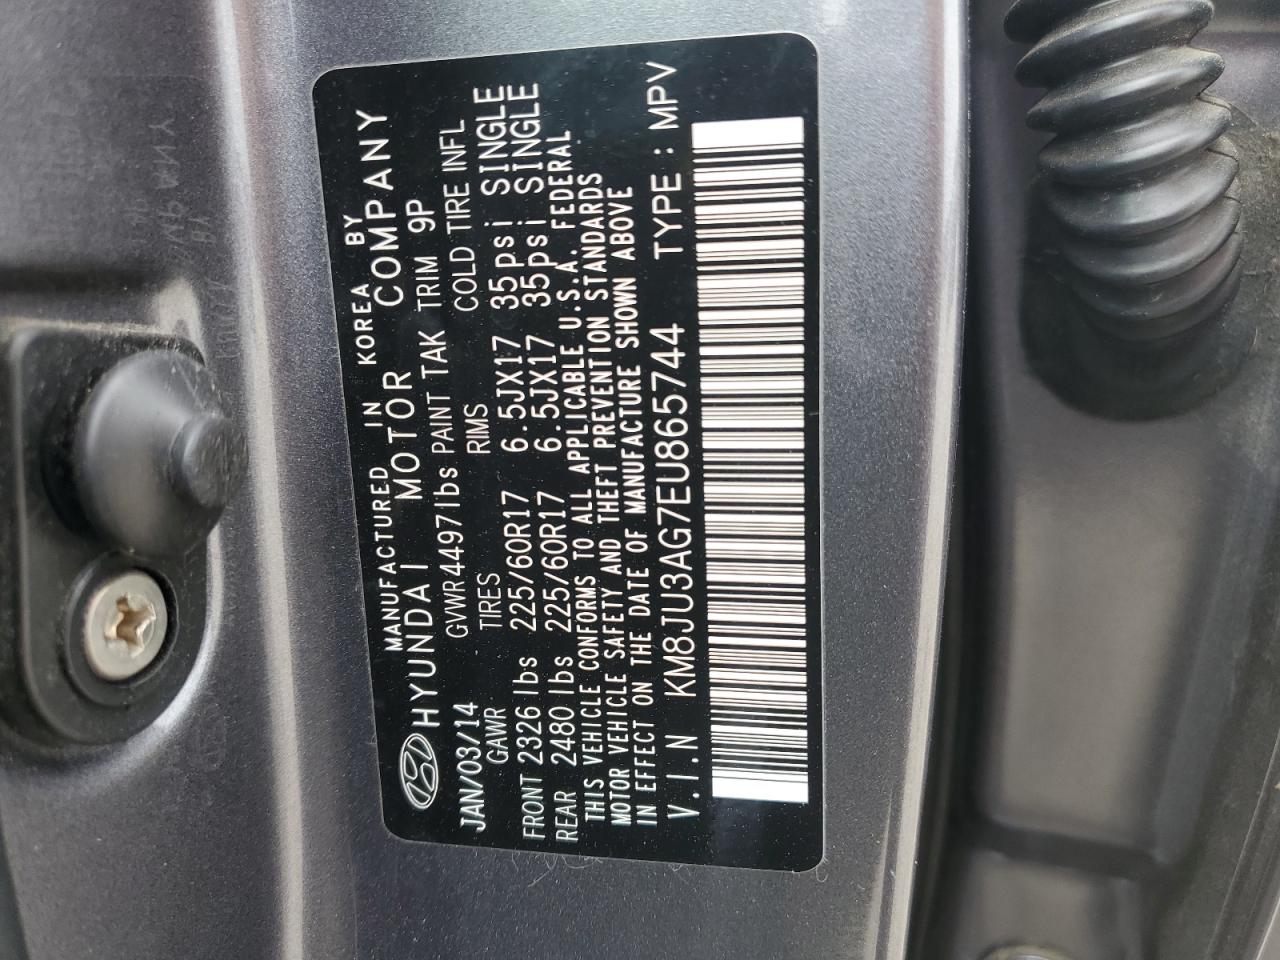 MANUFACTURED IN KOREA BY
HYUNDAI MOTOR COMPANY
JAN/03/14 GVWR 4497lbs PAINT TAK TRIM 9P
GAWR TIRES RIMS COLD TIRE INFL
FRONT 2326 lbs 225/60R17 6.5JX17 35psi SINGLE
REAR 2480 lbs 225/60R17 6.5JX17 35psi SINGLE
THIS VEHICLE CONFORMS TO ALL APPLICABLE U.S.A. FEDERAL
MOTOR VEHICLE SAFETY AND THEFT PREVENTION STANDARDS
IN EFFECT ON THE DATE OF MANUFACTURE SHOWN ABOVE
V.I.N KM8JU3AG7EU865744 TYPE : MPV